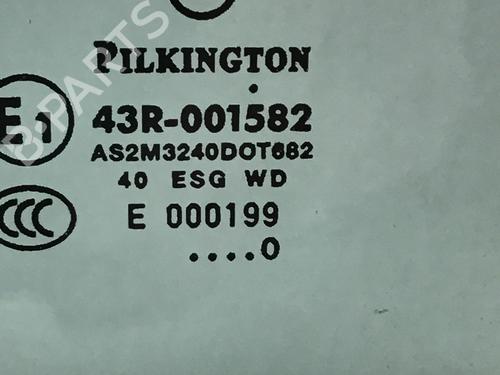 PILKINGTON
E1 43R-001582
AS2M3240DOT682
40 ESG WD
CCC E 000199
....0
B-PARTS